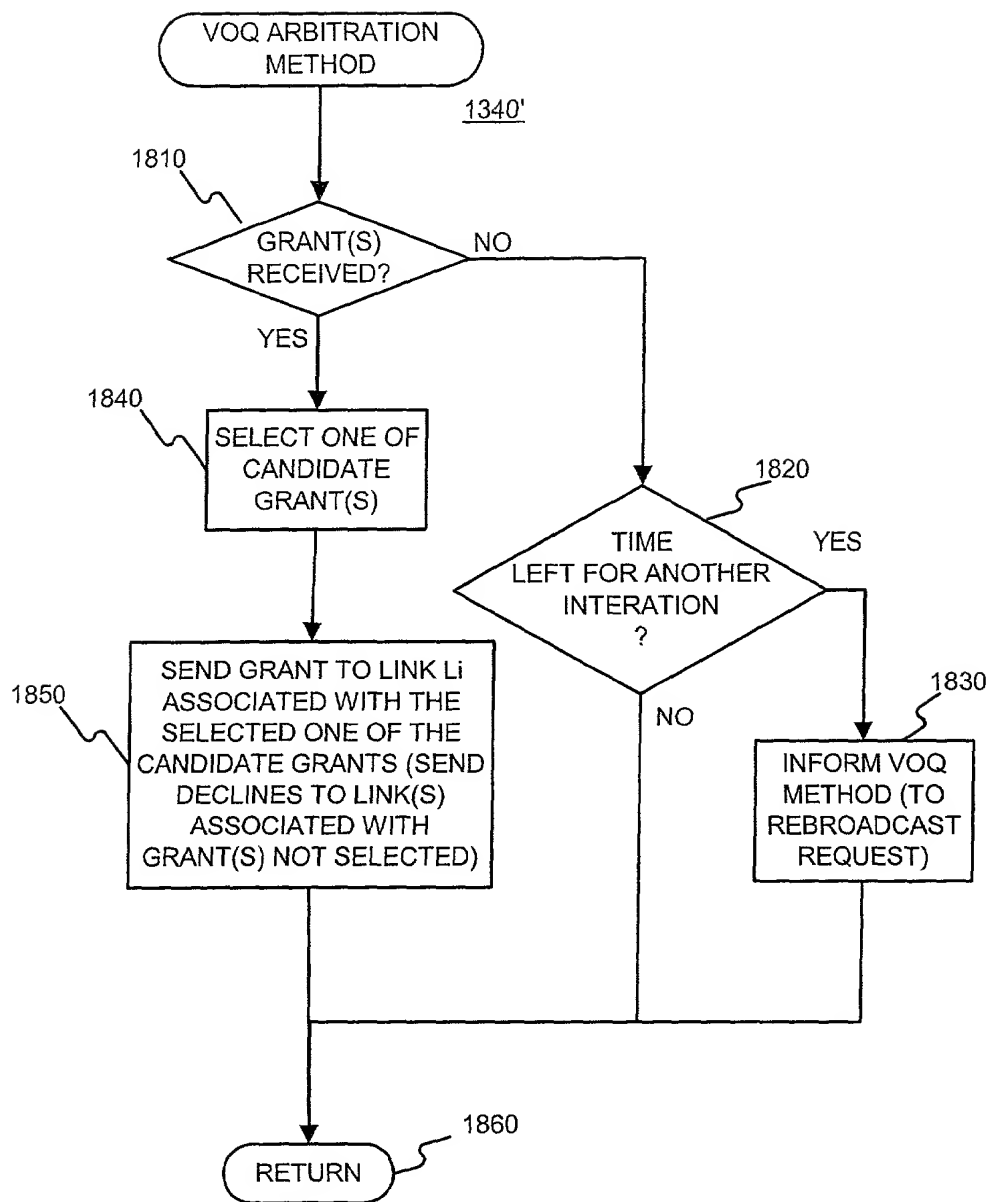 VOQ ARBITRATION
METHOD
1340'
1810
GRANT(S)
RECEIVED?
NO
YES
1840
SELECT ONE OF
CANDIDATE
GRANT(S)
1820
TIME
LEFT FOR ANOTHER
INTERATION
?
YES
NO
1850
SEND GRANT TO LINK Li
ASSOCIATED WITH THE
SELECTED ONE OF THE
CANDIDATE GRANTS (SEND
DECLINES TO LINK(S)
ASSOCIATED WITH
GRANT(S) NOT SELECTED)
1830
INFORM VOQ
METHOD (TO
REBROADCAST
REQUEST)
1860
RETURN